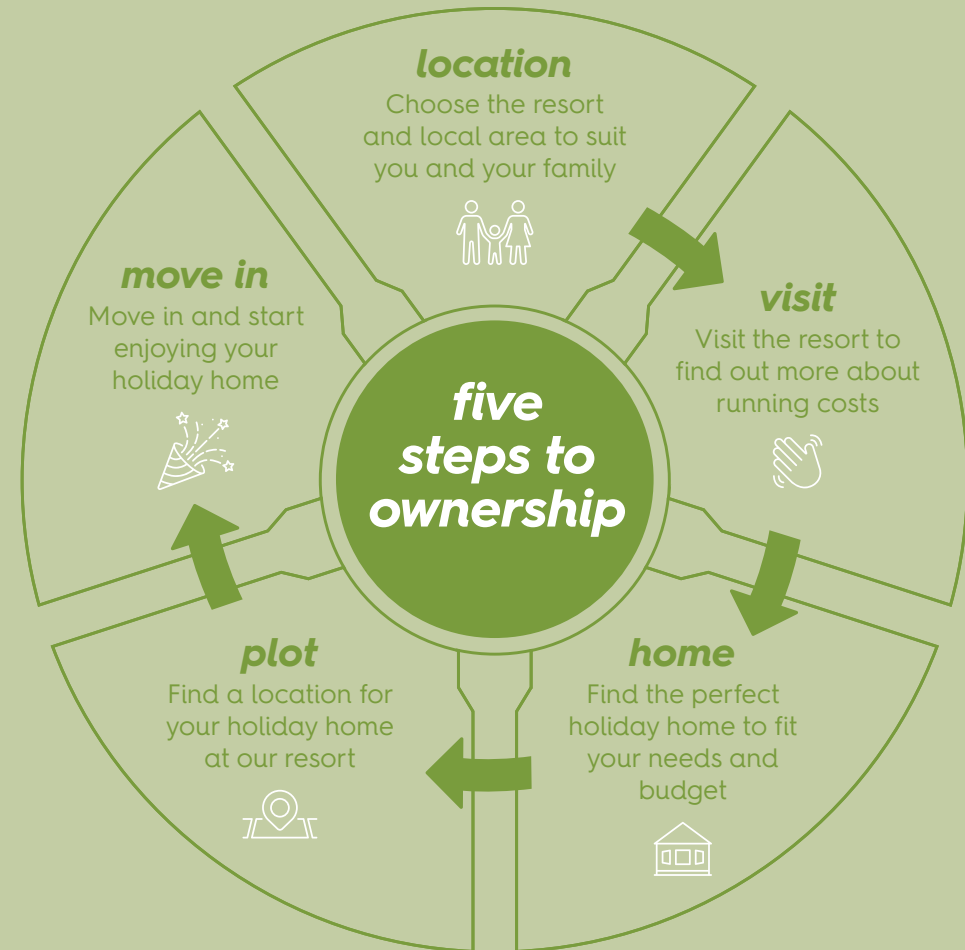 five
steps to
ownership
location
Choose the resort
and local area to suit
you and your family
visit
Visit the resort to
find out more about
running costs
home
Find the perfect
holiday home to fit
your needs and
budget
plot
Find a location for
your holiday home
at our resort
move in
Move in and start
enjoying your
holiday home